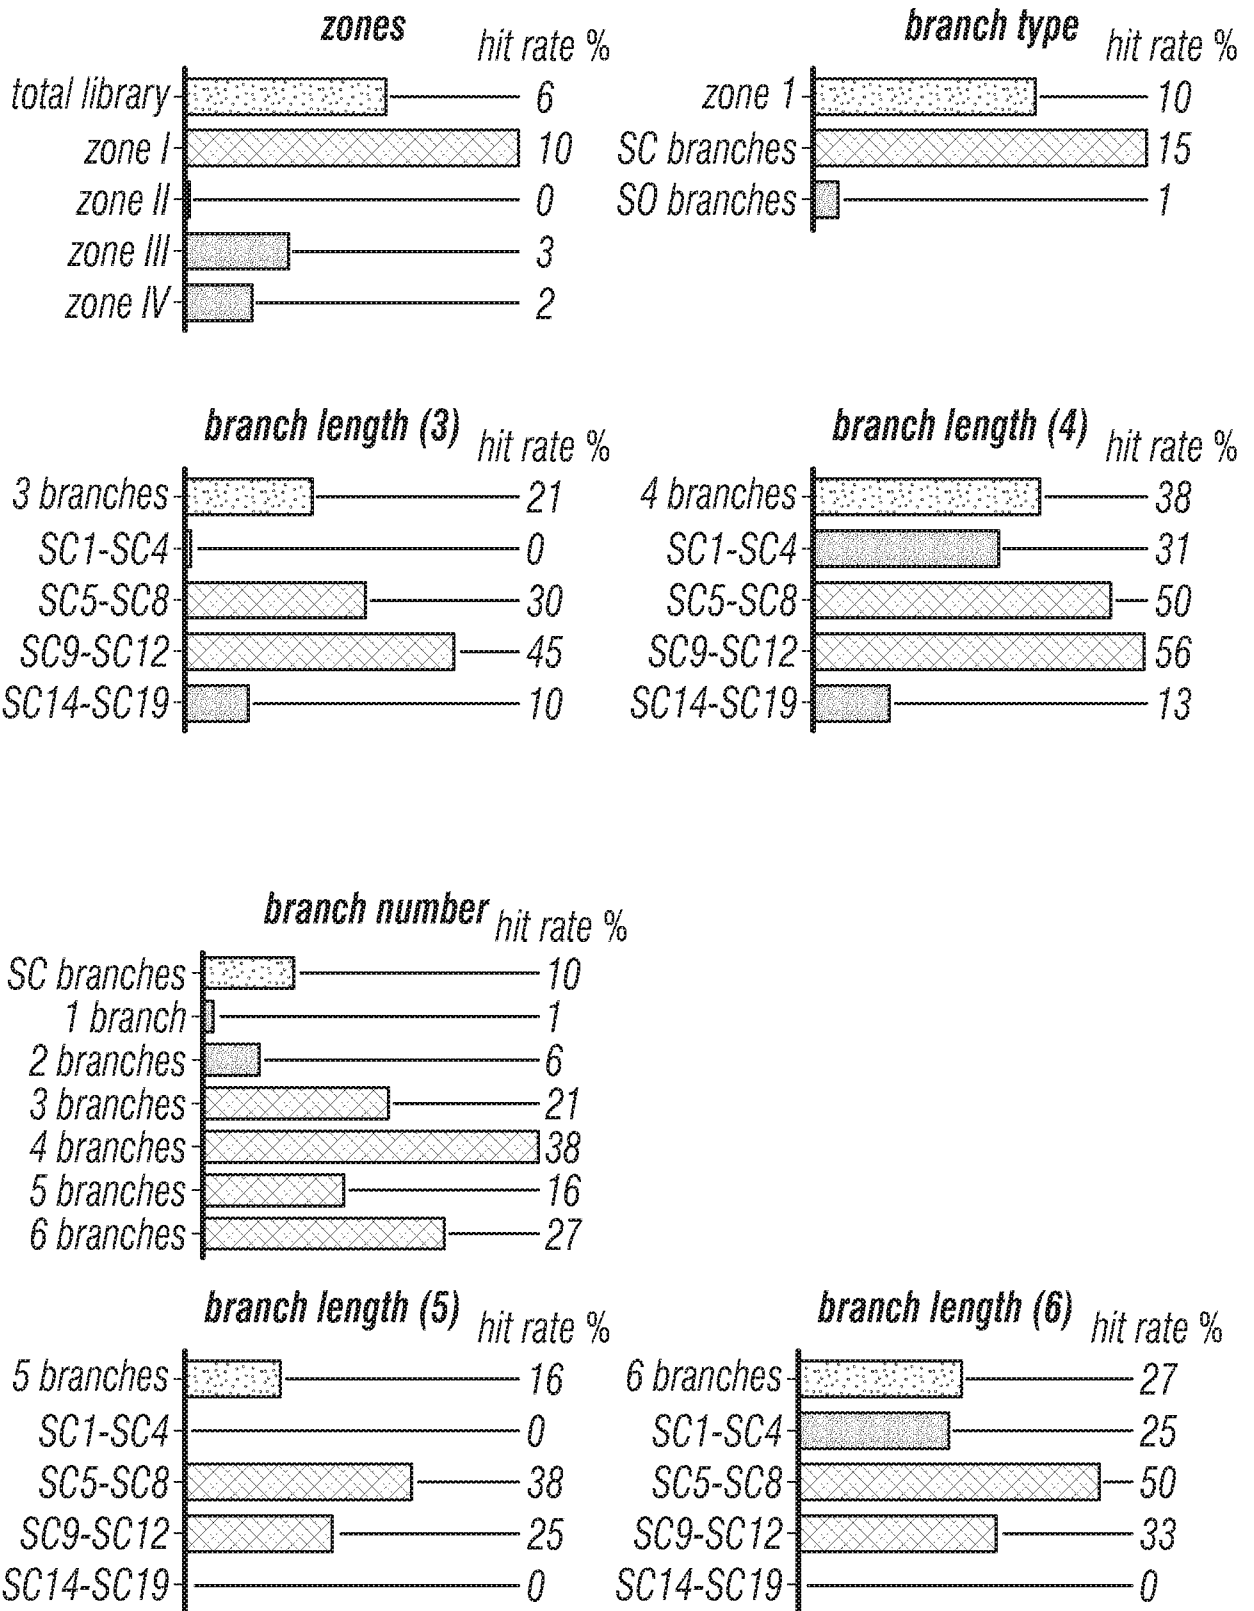 zones hit rate %
total library 6
zone I 10
zone II 0
zone III 3
zone IV 2
branch type hit rate %
zone 1 10
SC branches 15
SO branches 1
branch length (3) hit rate %
3 branches 21
SC1-SC4 0
SC5-SC8 30
SC9-SC12 45
SC14-SC19 10
branch length (4) hit rate %
4 branches 38
SC1-SC4 31
SC5-SC8 50
SC9-SC12 56
SC14-SC19 13
branch number hit rate %
SC branches 10
1 branch 1
2 branches 6
3 branches 21
4 branches 38
5 branches 16
6 branches 27
branch length (5) hit rate %
5 branches 16
SC1-SC4 0
SC5-SC8 38
SC9-SC12 25
SC14-SC19 0
branch length (6) hit rate %
6 branches 27
SC1-SC4 25
SC5-SC8 50
SC9-SC12 33
SC14-SC19 0